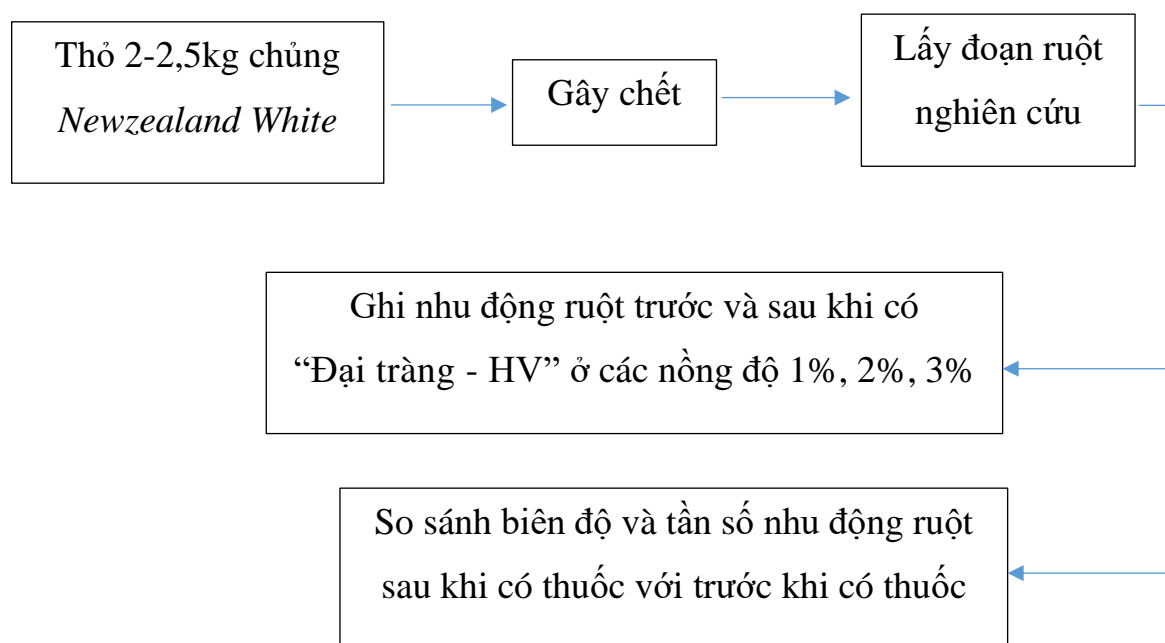 Thỏ 2-2,5kg chủng
Newzealand White
Gây chết
Lấy đoạn ruột
nghiên cứu
Ghi nhu động ruột trước và sau khi có
“Đại tràng - HV” ở các nồng độ 1%, 2%, 3%
So sánh biên độ và tần số nhu động ruột
sau khi có thuốc với trước khi có thuốc